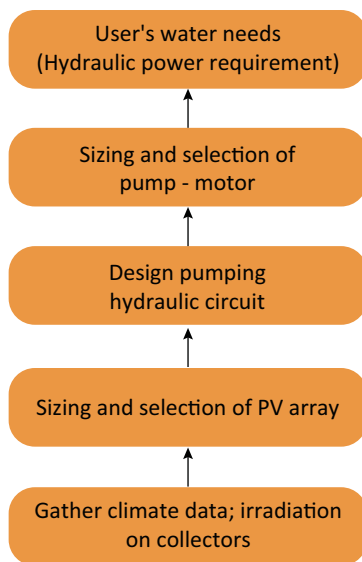 User's water needs
(Hydraulic power requirement)
Sizing and selection of
pump - motor
Design pumping
hydraulic circuit
Sizing and selection of PV array
Gather climate data; irradiation
on collectors